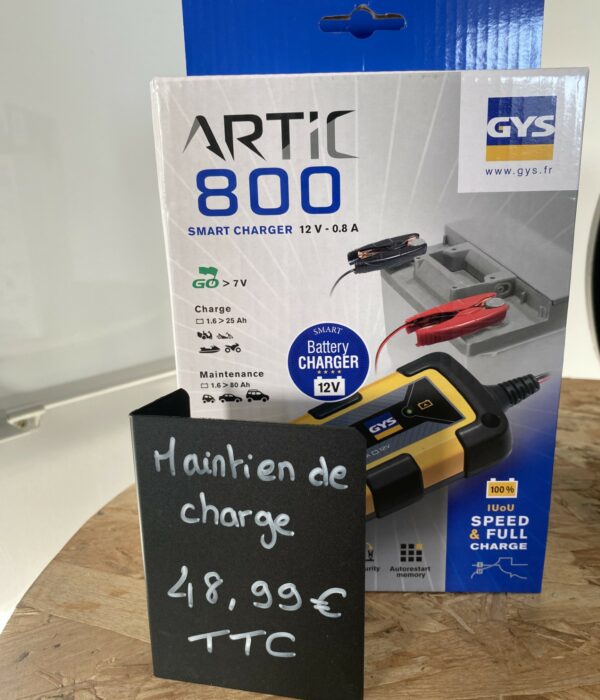 ARTIC
800
SMART CHARGER 12 V - 0.8 A
GYS
www.gys.fr
GO > 7V
Charge
1.6 > 25 Ah
Maintenance
1.6 > 80 Ah
SMART
Battery
CHARGER
12V
GYS
100 %
IUoU
SPEED
& FULL
CHARGE
Autorestart
memory
Maintien de
charge
48,99€
TTC